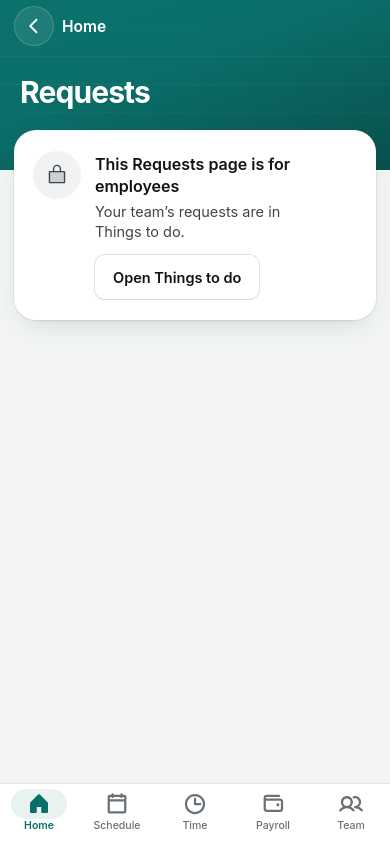 Home
Requests
This Requests page is for
employees
Your team’s requests are in
Things to do.
Open Things to do
Home
Schedule
Time
Payroll
Team